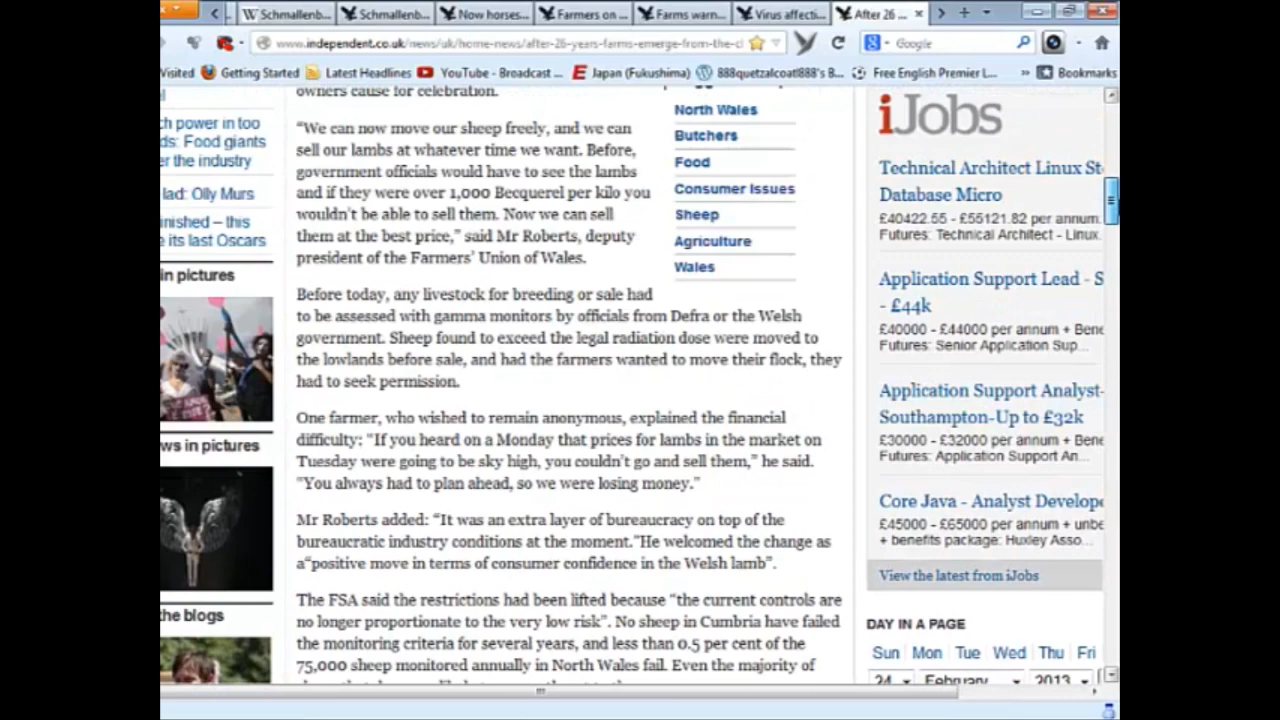 Schmallenb...
Schmallenb...
Now horses...
Farmers on ...
Farms warn...
Virus affecti...
After 26 ...
www.independent.co.uk/news/uk/home-news/after-26-years-farms-emerge-from-the-cl
Google
Visited
Getting Started
Latest Headlines
YouTube - Broadcast ...
Japan (Fukushima)
888quetzalcoatl888's B...
Free English Premier L...
Bookmarks
ch power in too
ds: Food giants
er the industry
lad: Olly Murs
inished – this
e its last Oscars
in pictures
ws in pictures
the blogs
owners cause for celebration.
“We can now move our sheep freely, and we can
sell our lambs at whatever time we want. Before,
government officials would have to see the lambs
and if they were over 1,000 Becquerel per kilo you
wouldn’t be able to sell them. Now we can sell
them at the best price,” said Mr Roberts, deputy
president of the Farmers’ Union of Wales.
Before today, any livestock for breeding or sale had
to be assessed with gamma monitors by officials from Defra or the Welsh
government. Sheep found to exceed the legal radiation dose were moved to
the lowlands before sale, and had the farmers wanted to move their flock, they
had to seek permission.
One farmer, who wished to remain anonymous, explained the financial
difficulty: “If you heard on a Monday that prices for lambs in the market on
Tuesday were going to be sky high, you couldn’t go and sell them,” he said.
“You always had to plan ahead, so we were losing money.”
Mr Roberts added: “It was an extra layer of bureaucracy on top of the
bureaucratic industry conditions at the moment.”He welcomed the change as
a“positive move in terms of consumer confidence in the Welsh lamb”.
The FSA said the restrictions had been lifted because “the current controls are
no longer proportionate to the very low risk”. No sheep in Cumbria have failed
the monitoring criteria for several years, and less than 0.5 per cent of the
75,000 sheep monitored annually in North Wales fail. Even the majority of
North Wales
Butchers
Food
Consumer Issues
Sheep
Agriculture
Wales
iJobs
Technical Architect Linux St
Database Micro
£40422.55 - £55121.82 per annum:
Futures: Technical Architect - Linux.
Application Support Lead - S
- £44k
£40000 - £44000 per annum + Bene
Futures: Senior Application Sup...
Application Support Analyst-
Southampton-Up to £32k
£30000 - £32000 per annum + Bene
Futures: Application Support An...
Core Java - Analyst Develope
£45000 - £65000 per annum + unbe
+ benefits package: Huxley Asso...
View the latest from iJobs
DAY IN A PAGE
Sun Mon Tue Wed Thu Fri
24 February 2013